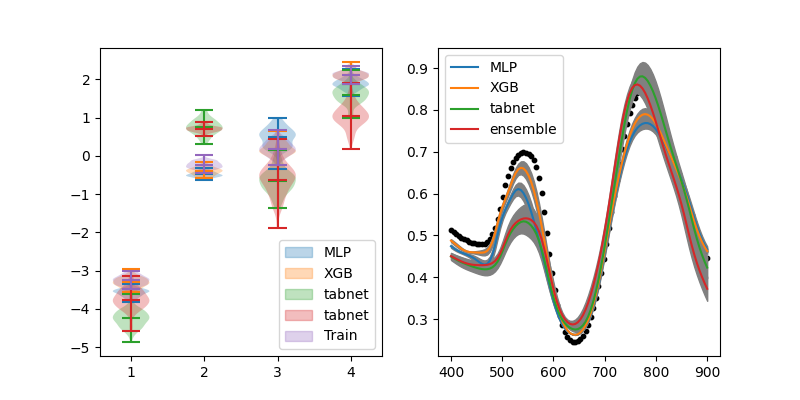 2
1
0
−1
−2
−3
−4
−5
1
2
3
4
MLP
XGB
tabnet
tabnet
Train
0.9
0.8
0.7
0.6
0.5
0.4
0.3
400
500
600
700
800
900
MLP
XGB
tabnet
ensemble